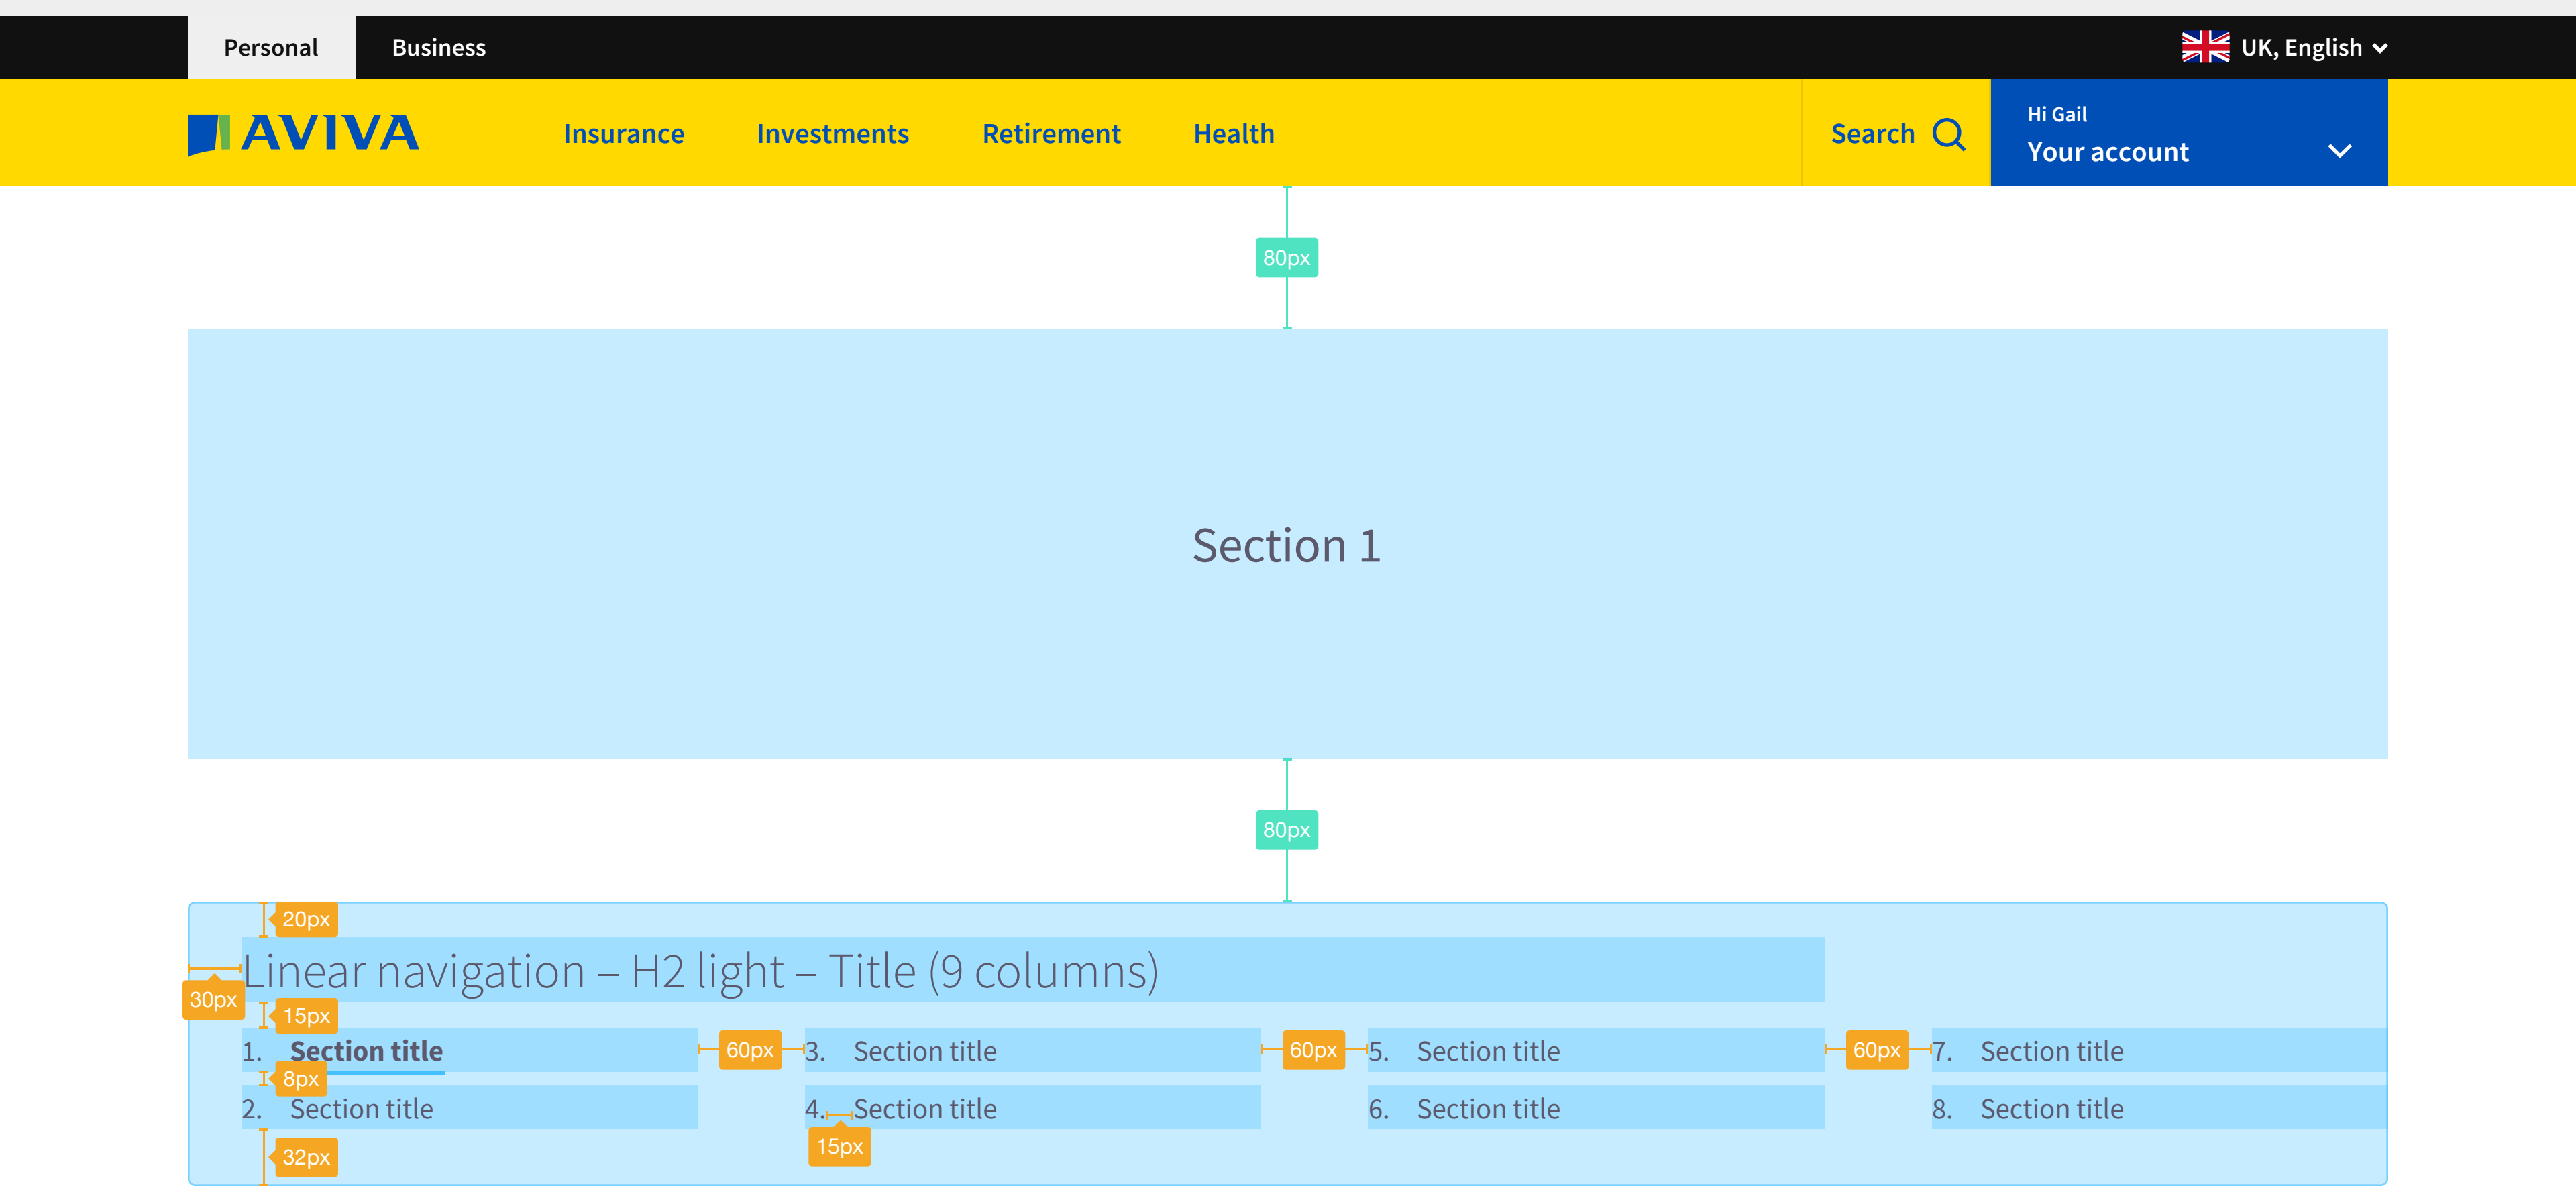 Personal Business UK, English
AVIVA Insurance Investments Retirement Health Search Hi Gail
Your account
80px
Section 1
80px
20px
Linear navigation – H2 light – Title (9 columns)
30px
15px
1. Section title 60px 3. Section title 60px 5. Section title 60px 7. Section title
8px
2. Section title 4. Section title 6. Section title 8. Section title
15px
32px